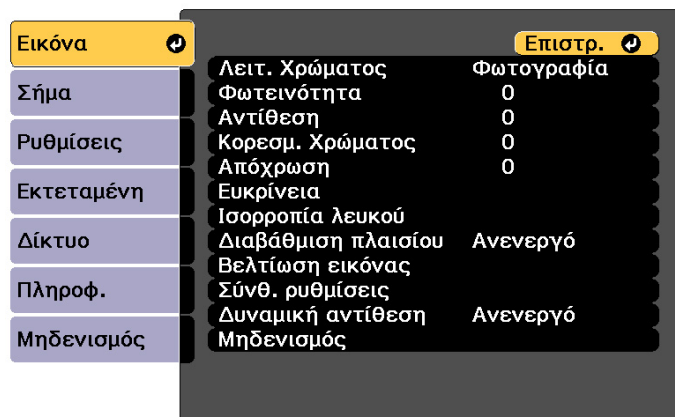 Εικόνα
Σήμα
Ρυθμίσεις
Εκτεταμένη
Δίκτυο
Πληροφ.
Μηδενισμός
Επιστρ.
Λειτ. Χρώματος Φωτογραφία
Φωτεινότητα 0
Αντίθεση 0
Κορεσμ. Χρώματος 0
Απόχρωση 0
Ευκρίνεια
Ισορροπία λευκού
Διαβάθμιση πλαισίου Ανενεργό
Βελτίωση εικόνας
Σύνθ. ρυθμίσεις
Δυναμική αντίθεση Ανενεργό
Μηδενισμός